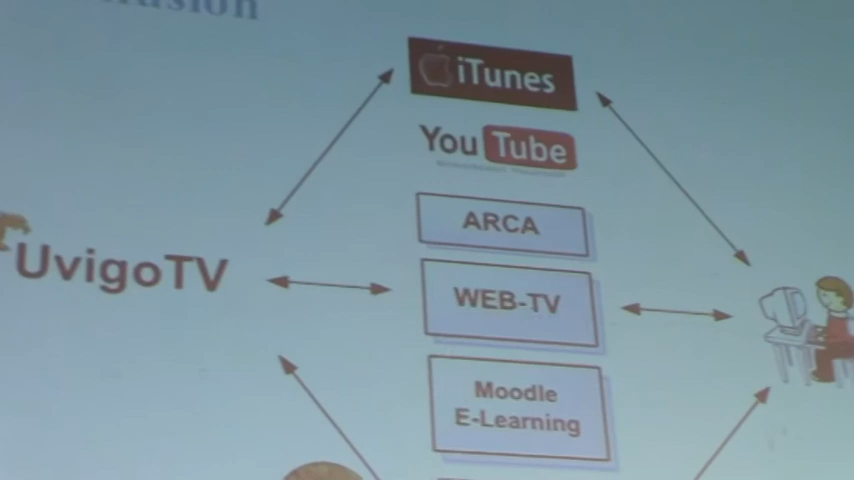 iTunes
YouTube
ARCA
UvigoTV
WEB-TV
Moodle
E-Learning